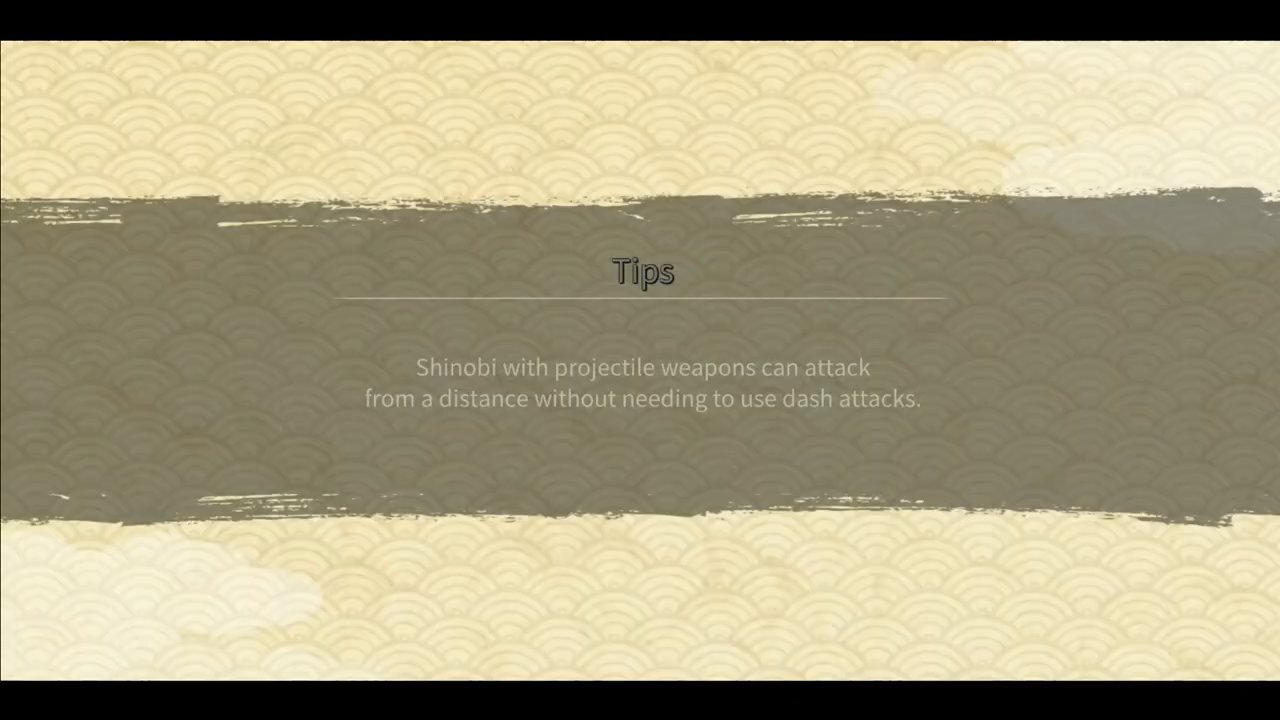 Tips
Shinobi with projectile weapons can attack
from a distance without needing to use dash attacks.